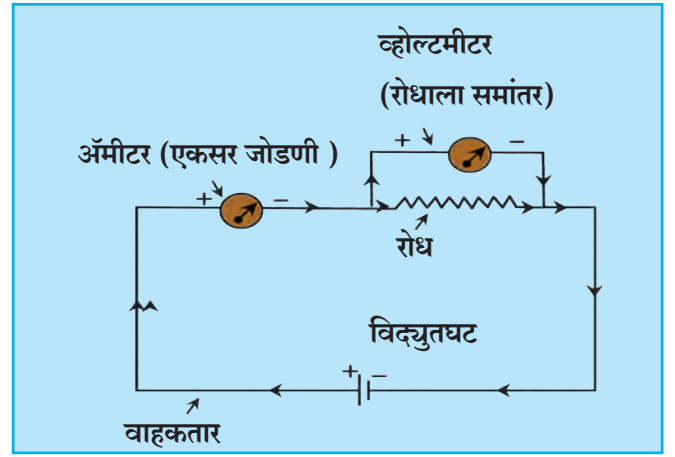 व्होल्टमीटर
(रोधाला समांतर)
+ −
ॲमीटर (एकसर जोडणी )
+ −
रोध
विद्युतघट
+ −
वाहकतार